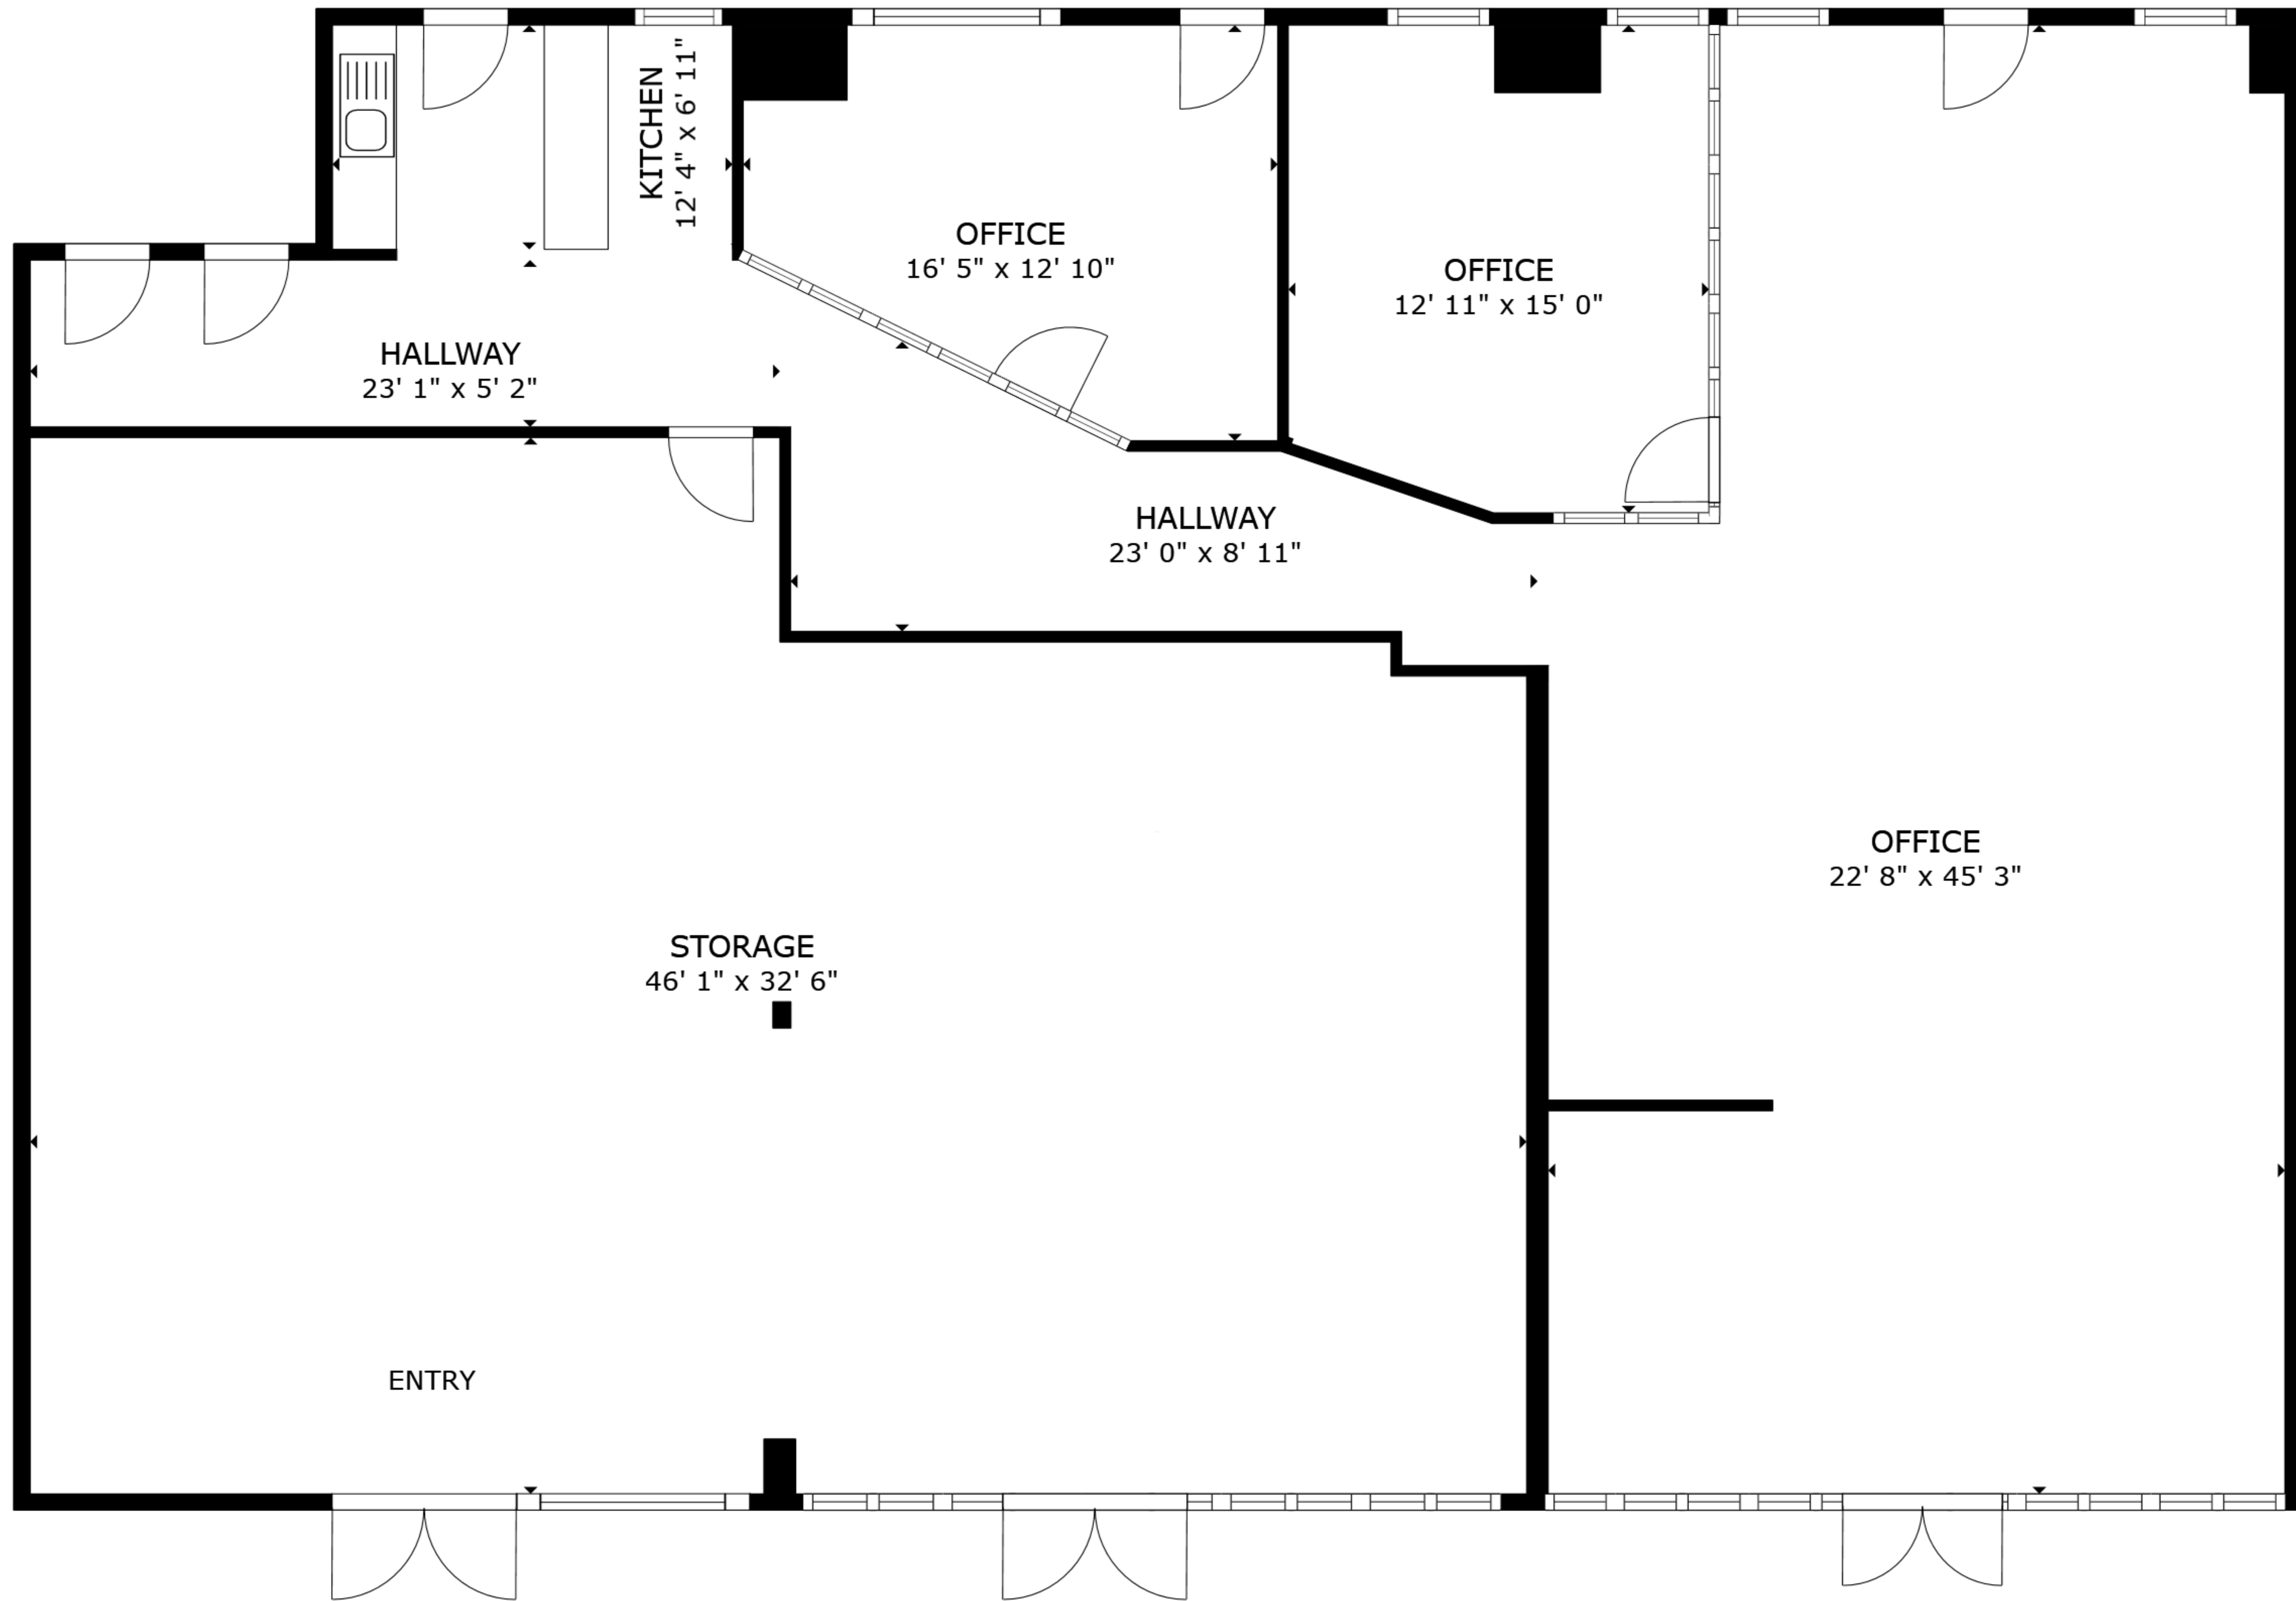 KITCHEN
12' 4" x 6' 11"
OFFICE
16' 5" x 12' 10"
OFFICE
12' 11" x 15' 0"
HALLWAY
23' 1" x 5' 2"
HALLWAY
23' 0" x 8' 11"
OFFICE
22' 8" x 45' 3"
STORAGE
46' 1" x 32' 6"
ENTRY